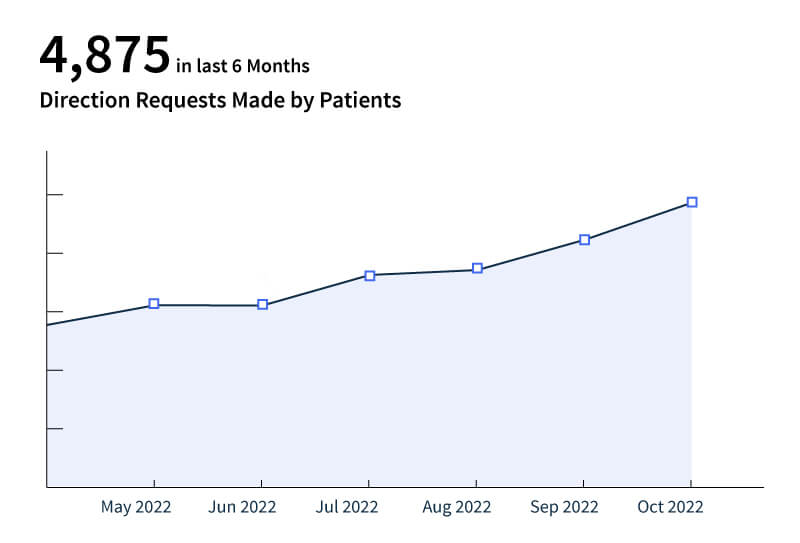 4,875 in last 6 Months
Direction Requests Made by Patients
May 2022 Jun 2022 Jul 2022 Aug 2022 Sep 2022 Oct 2022